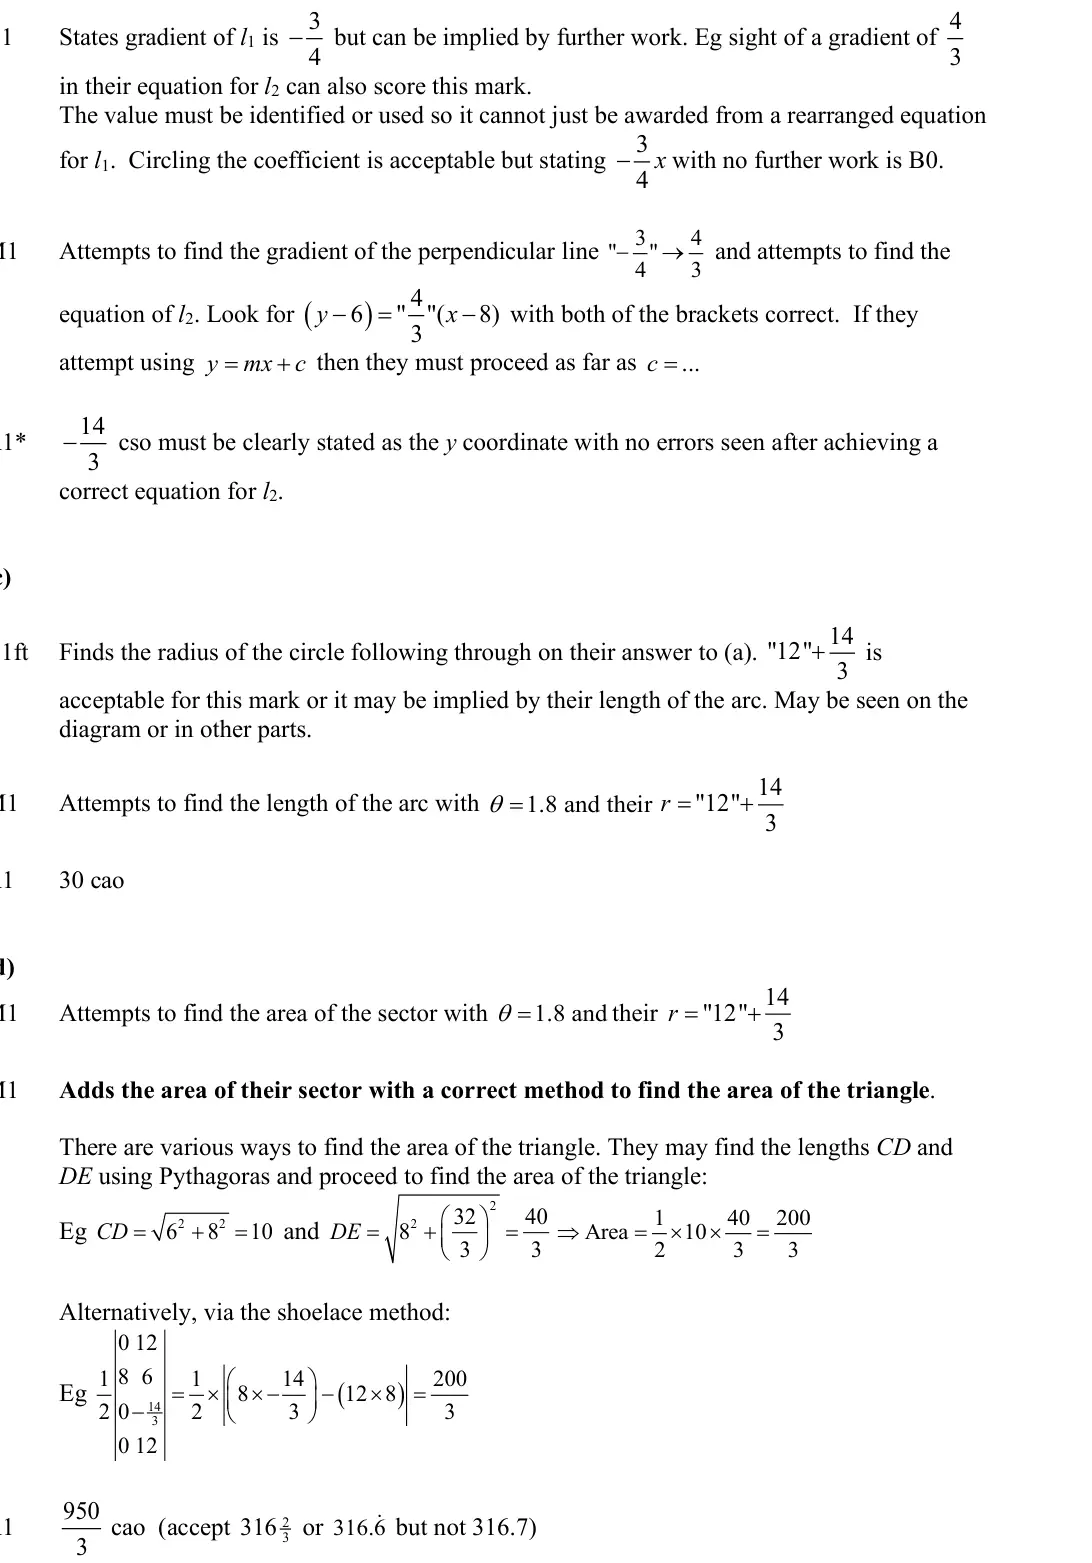 1 States gradient of l₁ is −3/4 but can be implied by further work. Eg sight of a gradient of 4/3
in their equation for l₂ can also score this mark.
The value must be identified or used so it cannot just be awarded from a rearranged equation
for l₁. Circling the coefficient is acceptable but stating −3/4 x with no further work is B0.
1 Attempts to find the gradient of the perpendicular line "−3/4" → 4/3 and attempts to find the
equation of l₂. Look for (y − 6) = "4/3"(x − 8) with both of the brackets correct. If they
attempt using y = mx + c then they must proceed as far as c = ...
1* −14/3 cso must be clearly stated as the y coordinate with no errors seen after achieving a
correct equation for l₂.
)
1ft Finds the radius of the circle following through on their answer to (a). "12"+14/3 is
acceptable for this mark or it may be implied by their length of the arc. May be seen on the
diagram or in other parts.
1 Attempts to find the length of the arc with θ = 1.8 and their r = "12"+14/3
1 30 cao
)
1 Attempts to find the area of the sector with θ = 1.8 and their r = "12"+14/3
1 Adds the area of their sector with a correct method to find the area of the triangle.
There are various ways to find the area of the triangle. They may find the lengths CD and
DE using Pythagoras and proceed to find the area of the triangle:
Eg CD = √(6² + 8²) = 10 and DE = √(8² + (32/3)²) = 40/3 ⇒ Area = 1/2 × 10 × 40/3 = 200/3
Alternatively, via the shoelace method:
Eg 1/2 |0 12 8 6 0 −14/3 0 12| = 1/2 × |(8 × −14/3) − (12 × 8)| = 200/3
1 950/3 cao (accept 316 2/3 or 316.6̇ but not 316.7)